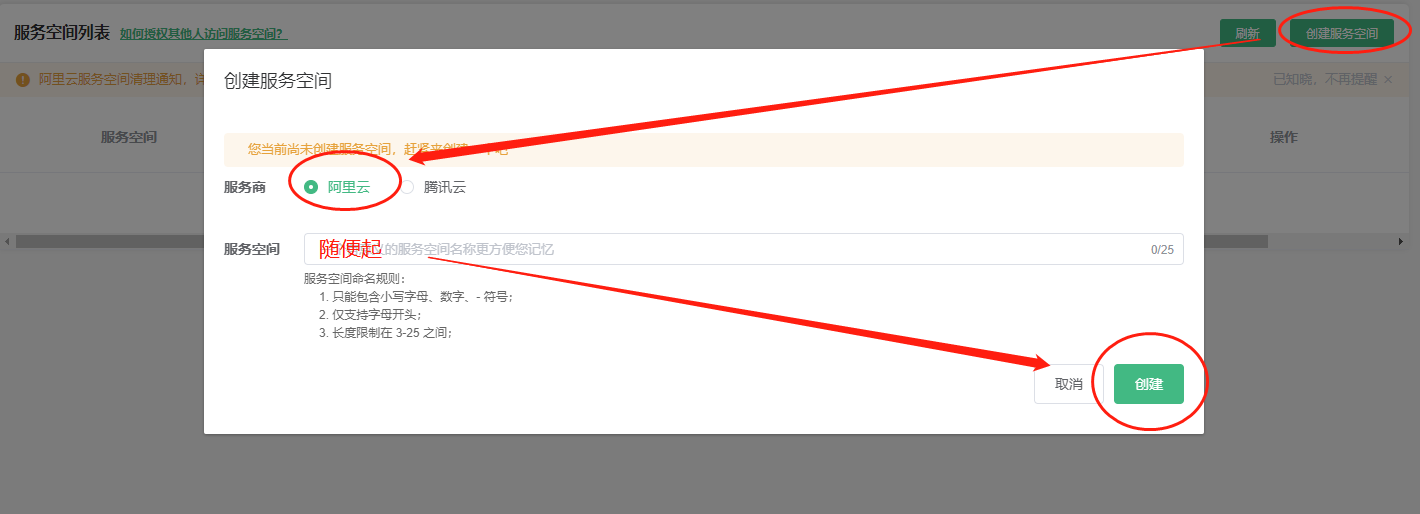 服务空间列表 如何授权其他人访问服务空间？
刷新
创建服务空间
阿里云服务空间清理通知，详
已知晓，不再提醒 ×
服务空间
操作
创建服务空间
您当前尚未创建服务空间，赶紧来创建
服务商
阿里云
腾讯云
服务空间
随便起
的服务空间名称更方便您记忆
0/25
服务空间命名规则：
1. 只能包含小写字母、数字、- 符号；
2. 仅支持字母开头；
3. 长度限制在 3-25 之间；
取消
创建